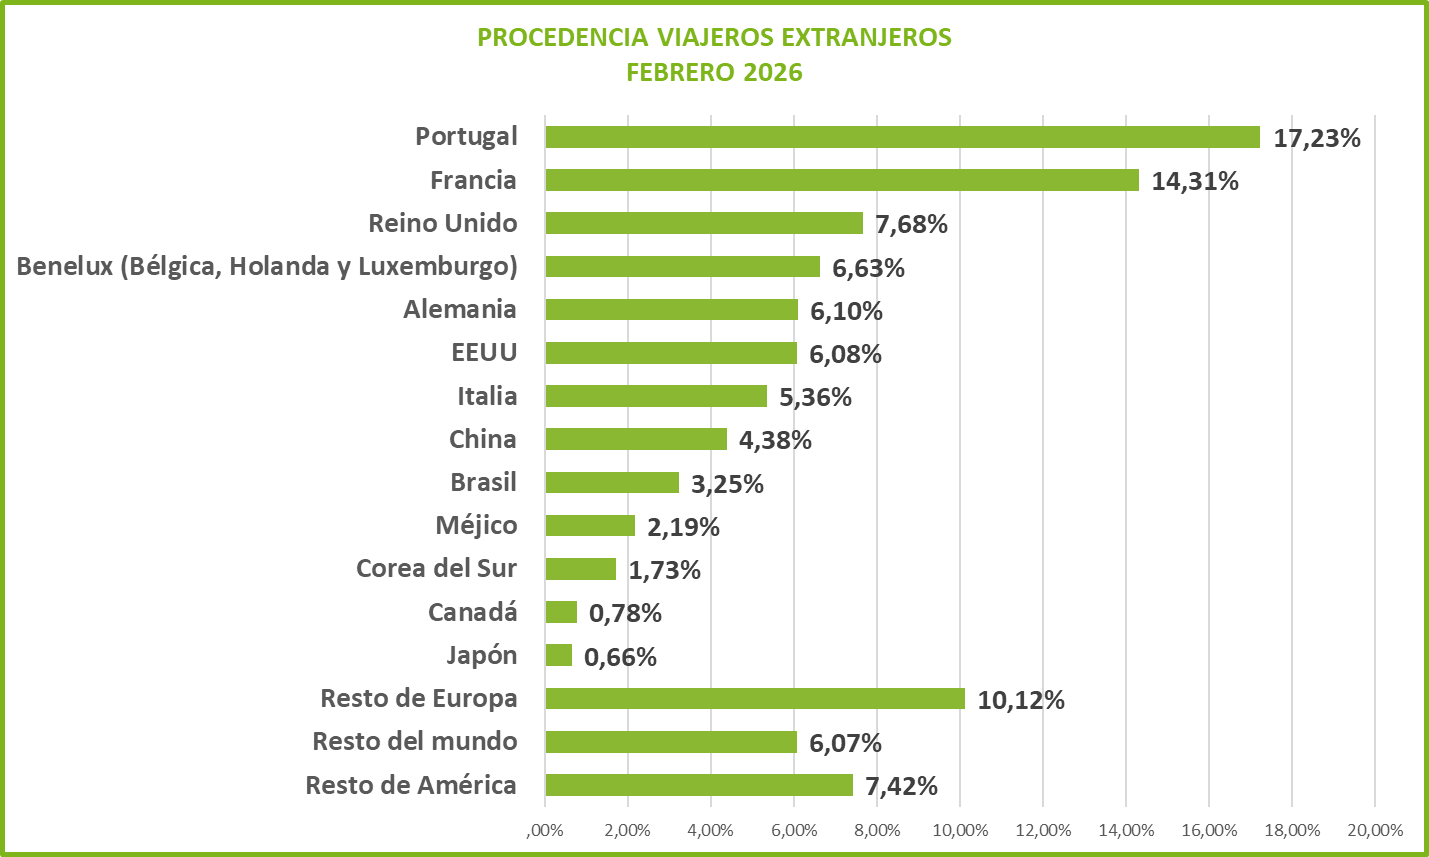 PROCEDENCIA VIAJEROS EXTRANJEROS
FEBRERO 2026
Portugal 17,23%
Francia 14,31%
Reino Unido 7,68%
Benelux (Bélgica, Holanda y Luxemburgo) 6,63%
Alemania 6,10%
EEUU 6,08%
Italia 5,36%
China 4,38%
Brasil 3,25%
Méjico 2,19%
Corea del Sur 1,73%
Canadá 0,78%
Japón 0,66%
Resto de Europa 10,12%
Resto del mundo 6,07%
Resto de América 7,42%
,00% 2,00% 4,00% 6,00% 8,00% 10,00% 12,00% 14,00% 16,00% 18,00% 20,00%